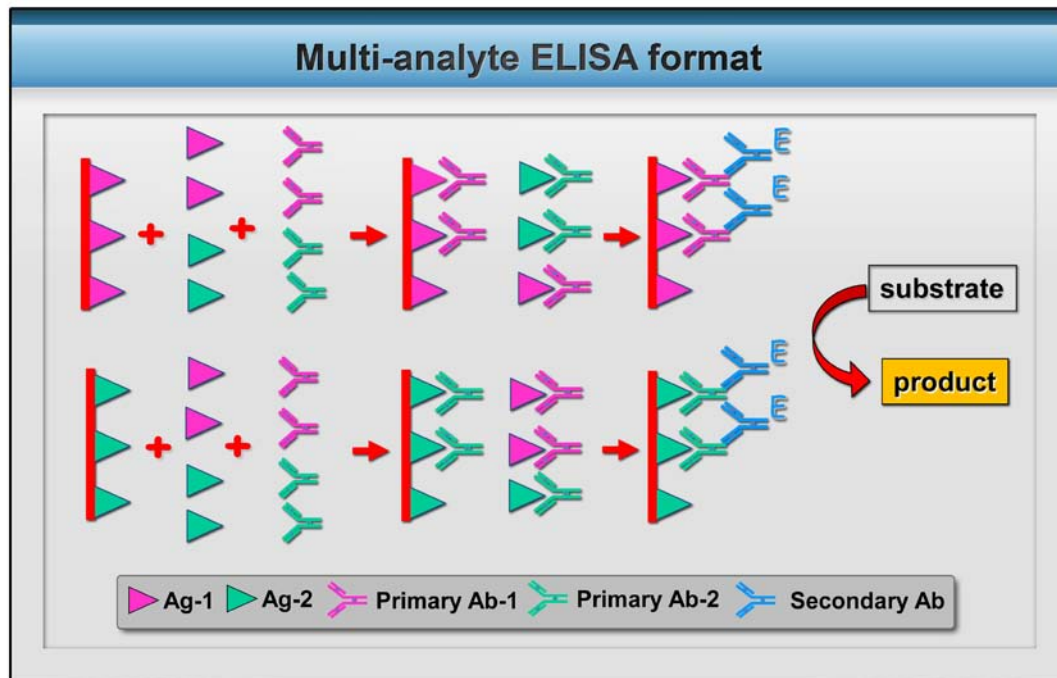 Multi-analyte ELISA format
E
E
substrate
product
E
E
Ag-1 Ag-2 Primary Ab-1 Primary Ab-2 Secondary Ab